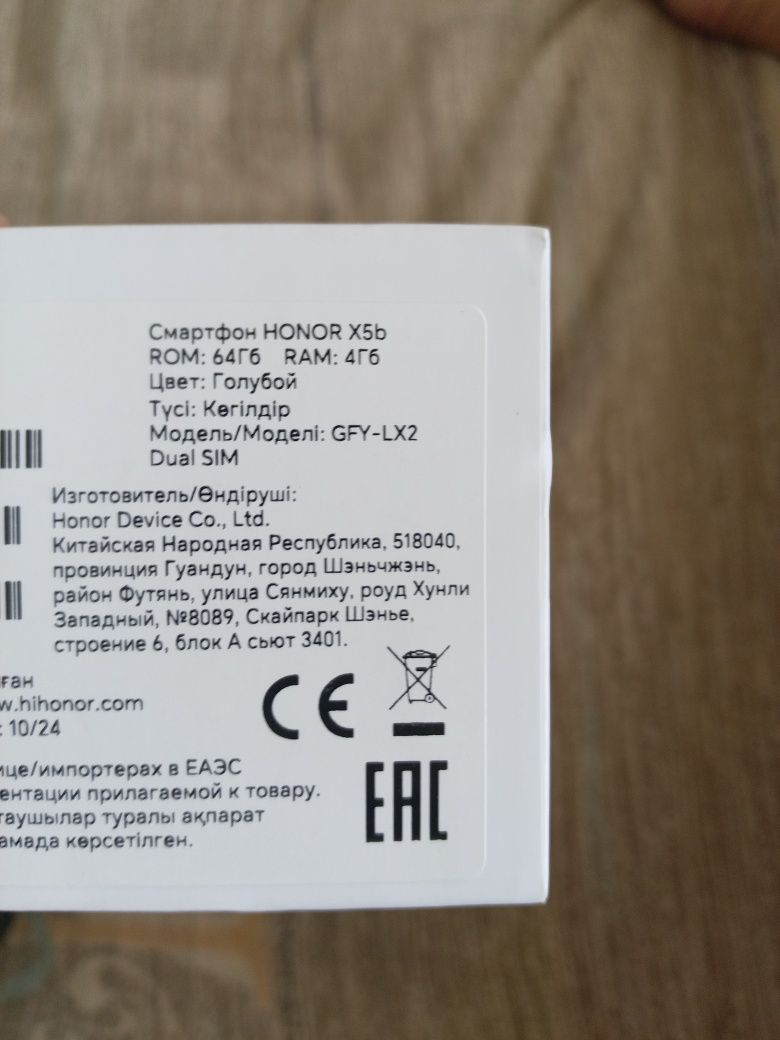 Смартфон HONOR X5b
ROM: 64Гб RAM: 4Гб
Цвет: Голубой
Түсі: Көгілдір
Модель/Моделі: GFY-LX2
Dual SIM
Изготовитель/Өндіруші:
Honor Device Co., Ltd.
Китайская Народная Республика, 518040,
провинция Гуандун, город Шэньчжэнь,
район Футянь, улица Сянмиху, роуд Хунли
Западный, №8089, Скайпарк Шэнье,
строение 6, блок А сьют 3401.
ған
w.hihonor.com
: 10/24
CE
ице/импортерах в ЕАЭС
ентации прилагаемой к товару.
таушылар туралы ақпарат
амада көрсетілген.
EAC